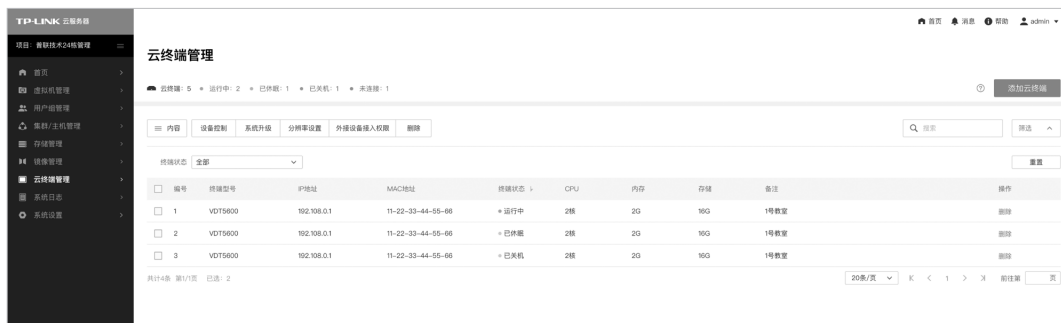 TP-LINK 云服务器
首页 消息 帮助 admin
项目：普联技术24栋管理
云终端管理
首页
虚拟机管理
用户组管理
集群/主机管理
存储管理
镜像管理
云终端管理
系统日志
系统设置
云终端：5 运行中：2 已休眠：1 已关机：1 未连接：1
添加云终端
内容 设备控制 系统升级 分辨率设置 外接设备接入权限 删除
搜索 筛选
终端状态 全部 重置
编号 终端型号 IP地址 MAC地址 终端状态 CPU 内存 存储 备注 操作
1 VDT5600 192.108.0.1 11-22-33-44-55-66 运行中 2核 2G 16G 1号教室 删除
2 VDT5600 192.108.0.1 11-22-33-44-55-66 已休眠 2核 2G 16G 1号教室 删除
3 VDT5600 192.108.0.1 11-22-33-44-55-66 已关机 2核 2G 16G 1号教室 删除
共计4条 第1/1页 已选：2
20条/页 1 前往第 页